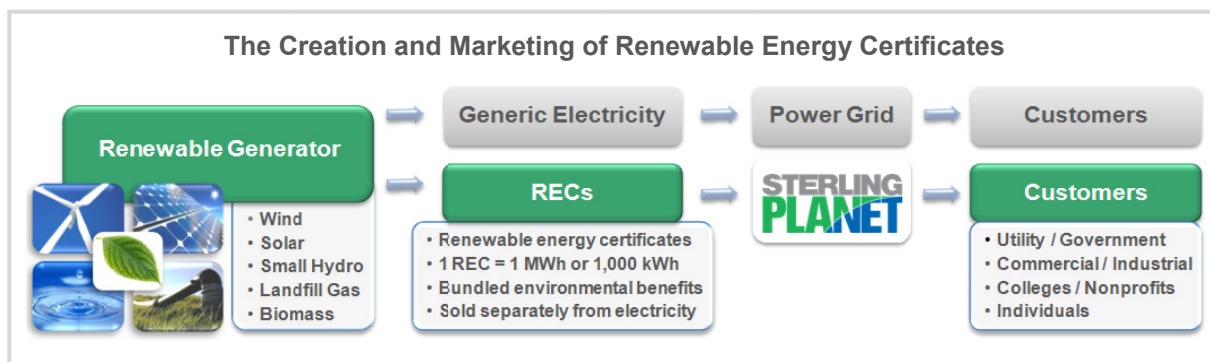 The Creation and Marketing of Renewable Energy Certificates
Generic Electricity
Power Grid
Customers
Renewable Generator
• Wind
• Solar
• Small Hydro
• Landfill Gas
• Biomass
RECs
• Renewable energy certificates
• 1 REC = 1 MWh or 1,000 kWh
• Bundled environmental benefits
• Sold separately from electricity
STERLING
PLANET
Customers
• Utility / Government
• Commercial / Industrial
• Colleges / Nonprofits
• Individuals